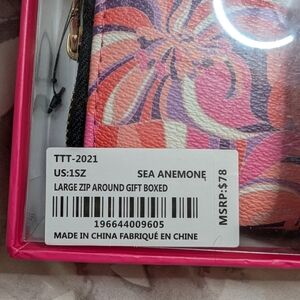 TTT-2021
US:1SZ SEA ANEMONE
LARGE ZIP AROUND GIFT BOXED
196644009605
MADE IN CHINA FABRIQUÉ EN CHINE
MSRP:$78